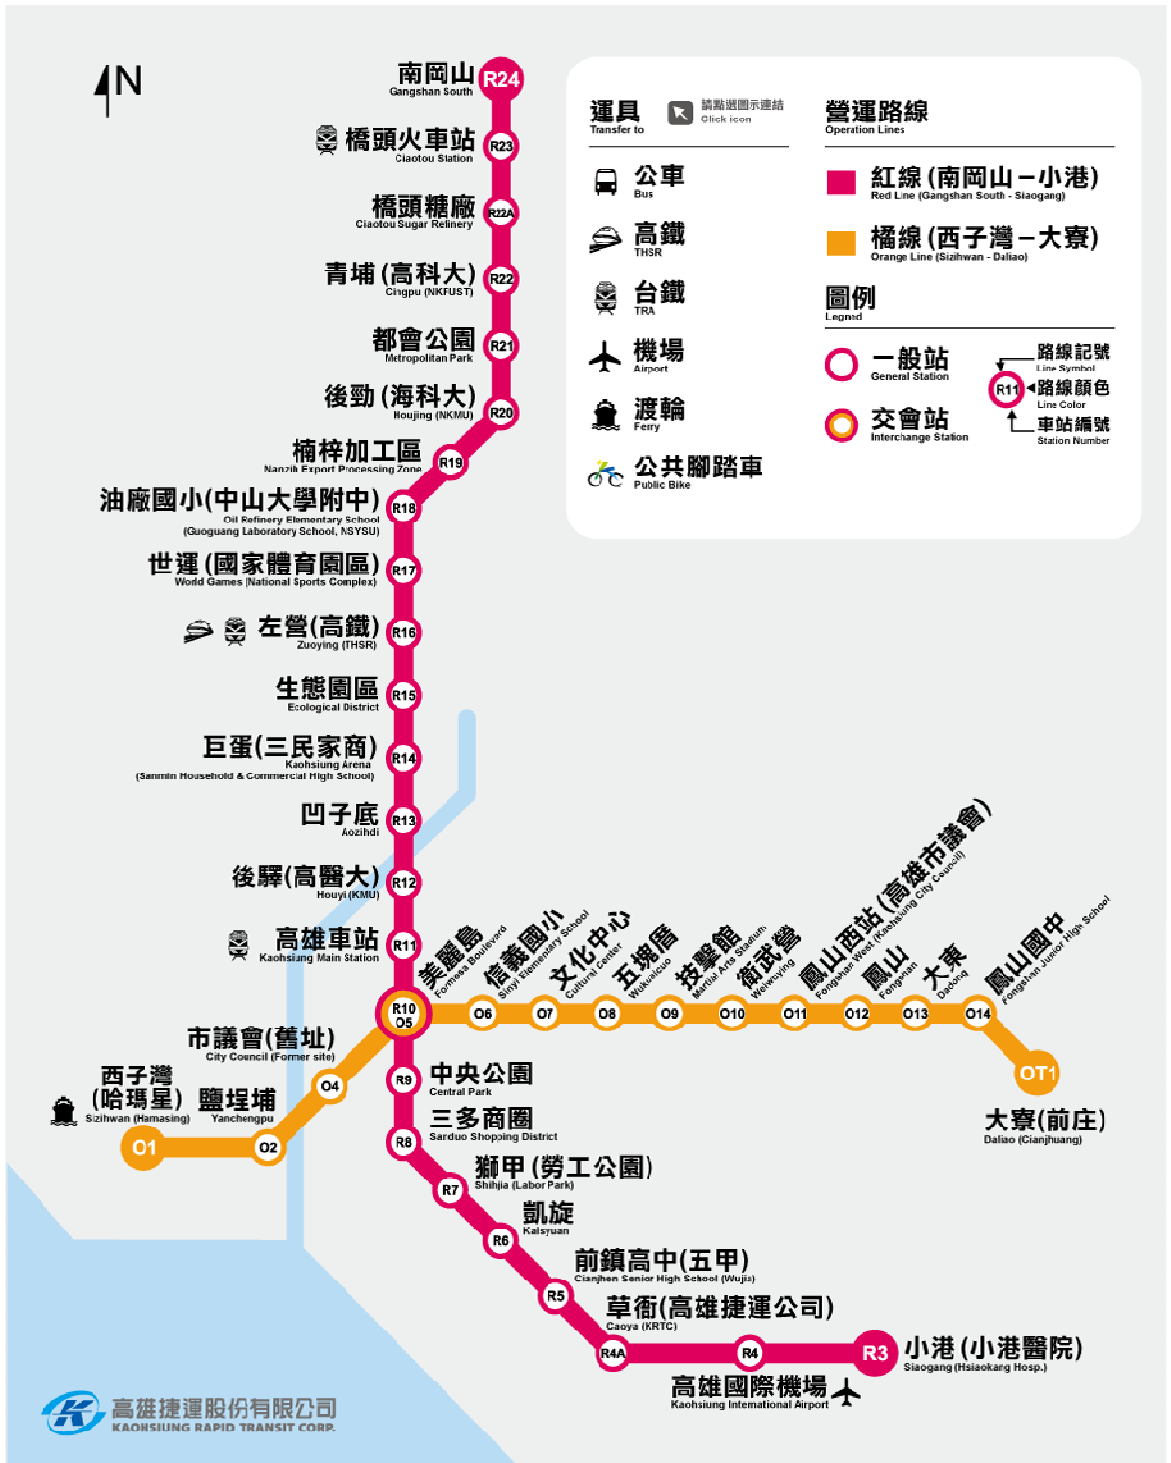 N
南岡山
Gangshan South
R24
橋頭火車站
Ciaotou Station
R23
橋頭糖廠
Ciaotou Sugar Refinery
R22A
青埔(高科大)
Cingpu (NKFUST)
R22
都會公園
Metropolitan Park
R21
後勁(海科大)
Houjing (NKMU)
R20
楠梓加工區
Nanzih Export Processing Zone
R19
油廠國小(中山大學附中)
Oil Refinery Elementary School
(Guoguang Laboratory School, NSYSU)
R18
世運(國家體育園區)
World Games (National Sports Complex)
R17
左營(高鐵)
Zuoying (THSR)
R16
生態園區
Ecological District
R15
巨蛋(三民家商)
Kaohsiung Arena
(Sanmin Household & Commercial High School)
R14
凹子底
Aozihdi
R13
後驛(高醫大)
Houyi (KMU)
R12
高雄車站
Kaohsiung Main Station
R11
運具
Transfer to
請點選圖示連結
Click icon
公車
Bus
高鐵
THSR
台鐵
TRA
機場
Airport
渡輪
Ferry
公共腳踏車
Public Bike
營運路線
Operation Lines
紅線(南岡山－小港)
Red Line (Gangshan South - Siaogang)
橘線(西子灣－大寮)
Orange Line (Sizihwan - Daliao)
圖例
Legned
一般站
General Station
交會站
Interchange Station
R11
路線記號
Line Symbol
路線顏色
Line Color
車站編號
Station Number
美麗島
Formosa Boulevard
R10
O5
信義國小
Sinyi Elementary School
O6
文化中心
Cultural Center
O7
五塊厝
Wukuaicuo
O8
技擊館
Martial Arts Stadium
O9
衛武營
Weiwuying
O10
鳳山西站(高雄市議會)
Fongshan West (Kaohsiung City Council)
O11
鳳山
Fongshan
O12
大東
Dadong
O13
鳳山國中
Fongshan Junior High School
O14
OT1
大寮(前庄)
Daliao (Cianjhuang)
市議會(舊址)
City Council (Former site)
O4
鹽埕埔
Yanchengpu
O2
西子灣
(哈瑪星)
Sizihwan (Hamasing)
O1
R9
中央公園
Central Park
R8
三多商圈
Sanduo Shopping District
R7
獅甲(勞工公園)
Shihjia (Labor Park)
R6
凱旋
Kaisyuan
R5
前鎮高中(五甲)
Cianjhen Senior High School (Wujia)
R4A
草衙(高雄捷運公司)
Caoya (KRTC)
R4
高雄國際機場
Kaohsiung International Airport
R3
小港(小港醫院)
Siaogang (Hsiaokang Hosp.)
K
高雄捷運股份有限公司
KAOHSIUNG RAPID TRANSIT CORP.